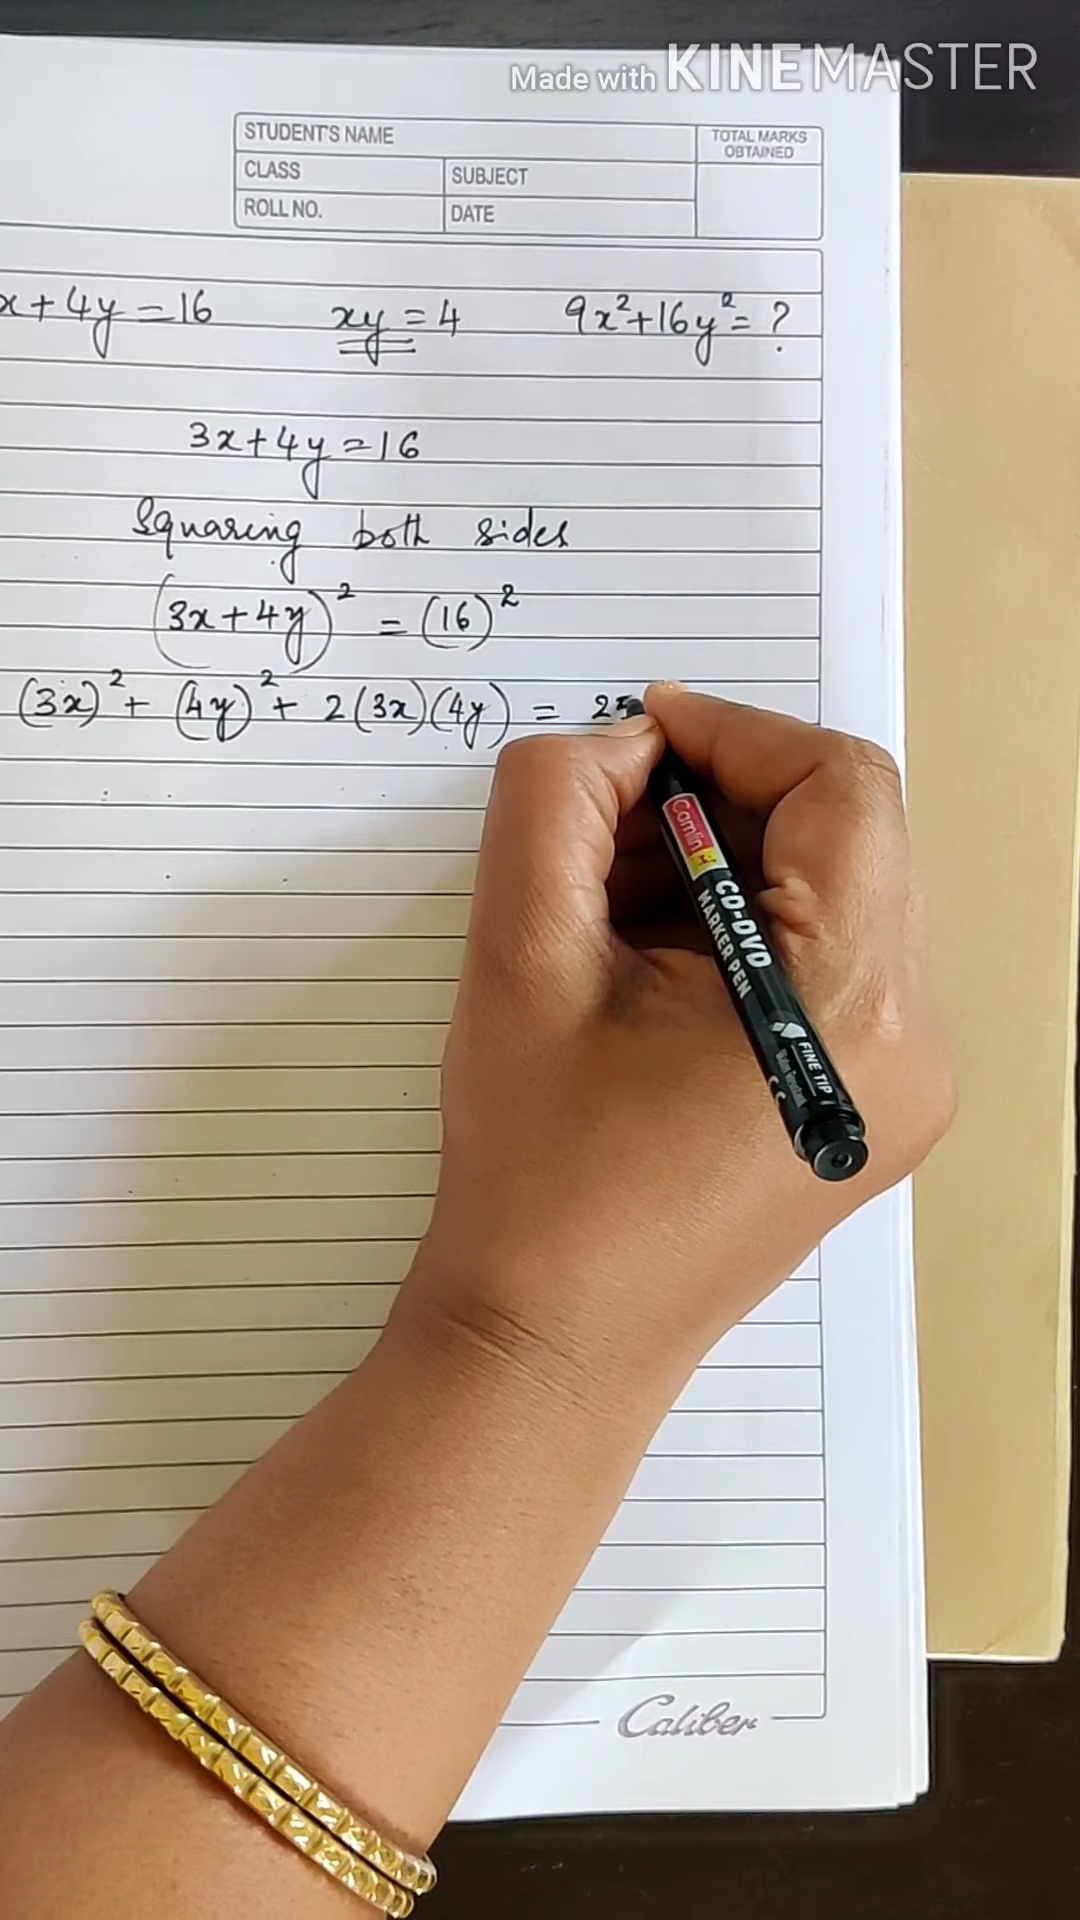 Made with KINEMASTER
STUDENT'S NAME
TOTAL MARKS OBTAINED
CLASS
SUBJECT
ROLL NO.
DATE
x + 4y = 16
xy = 4
9x² + 16y² = ?
3x + 4y = 16
Squaring both sides
(3x + 4y)² = (16)²
(3x)² + (4y)² + 2(3x)(4y) = 25
Camlin
CD-DVD
MARKER PEN
FINE TIP
Caliber